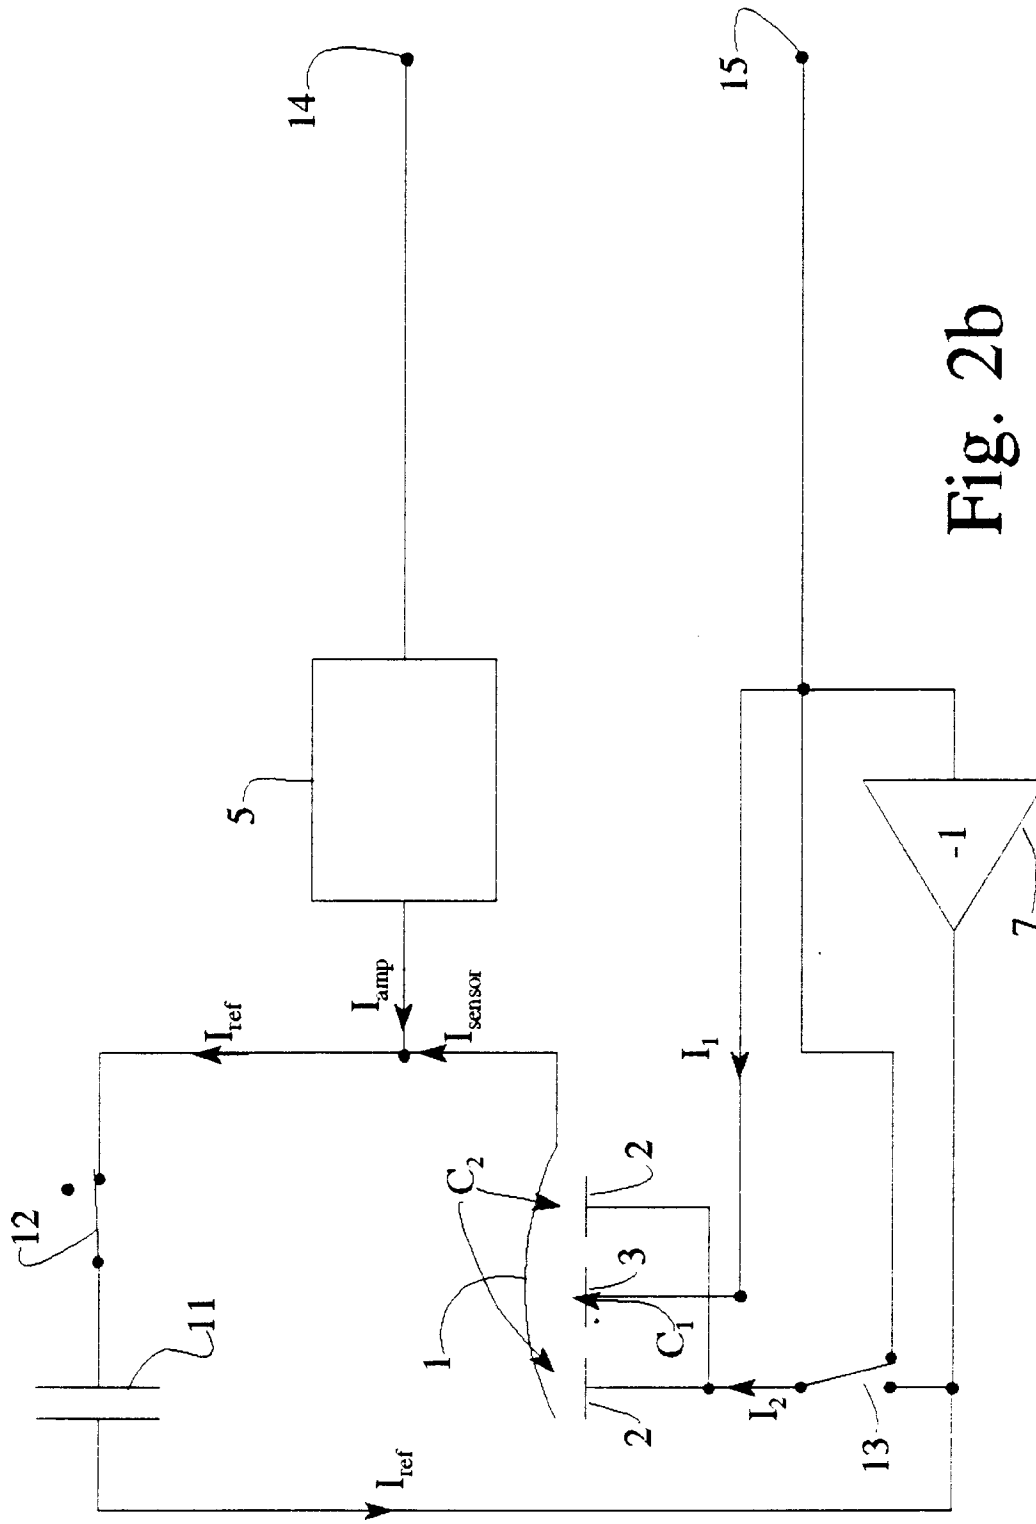 14
15
5
I_amp
I_ref
I_sensor
12
11
C_2
1
2
3
C_1
2
I_1
I_2
13
I_ref
-1
7
Fig. 2b